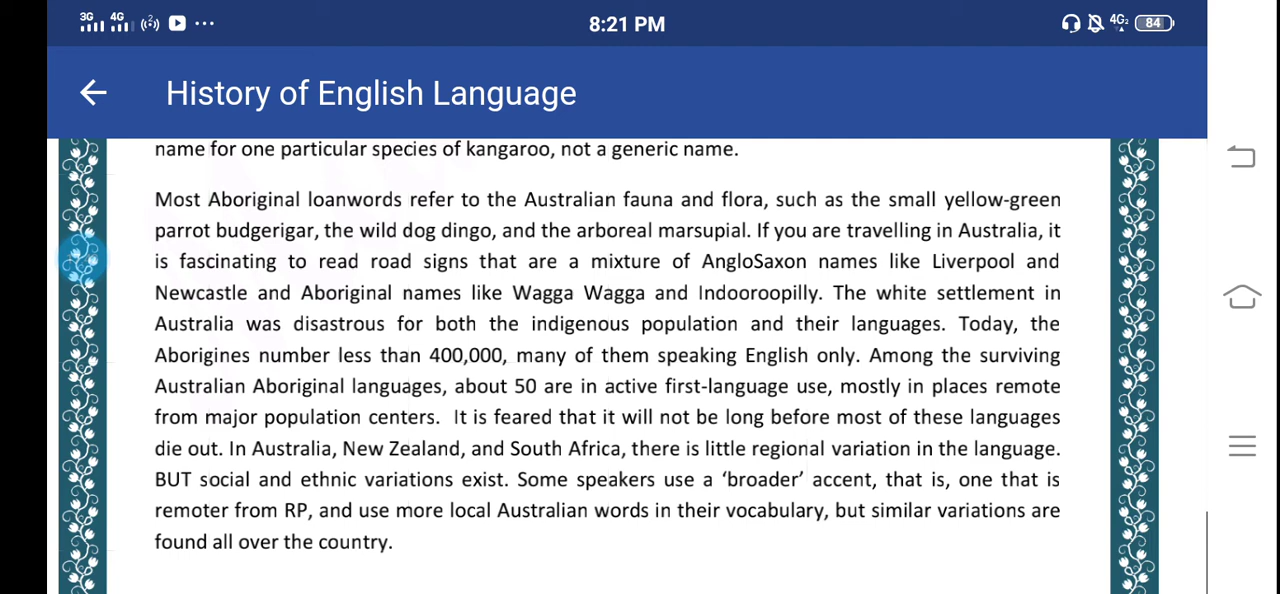 3G 4G 8:21 PM 4G2 84
History of English Language
name for one particular species of kangaroo, not a generic name.
Most Aboriginal loanwords refer to the Australian fauna and flora, such as the small yellow-green
parrot budgerigar, the wild dog dingo, and the arboreal marsupial. If you are travelling in Australia, it
is fascinating to read road signs that are a mixture of AngloSaxon names like Liverpool and
Newcastle and Aboriginal names like Wagga Wagga and Indooroopilly. The white settlement in
Australia was disastrous for both the indigenous population and their languages. Today, the
Aborigines number less than 400,000, many of them speaking English only. Among the surviving
Australian Aboriginal languages, about 50 are in active first-language use, mostly in places remote
from major population centers. It is feared that it will not be long before most of these languages
die out. In Australia, New Zealand, and South Africa, there is little regional variation in the language.
BUT social and ethnic variations exist. Some speakers use a ‘broader’ accent, that is, one that is
remoter from RP, and use more local Australian words in their vocabulary, but similar variations are
found all over the country.